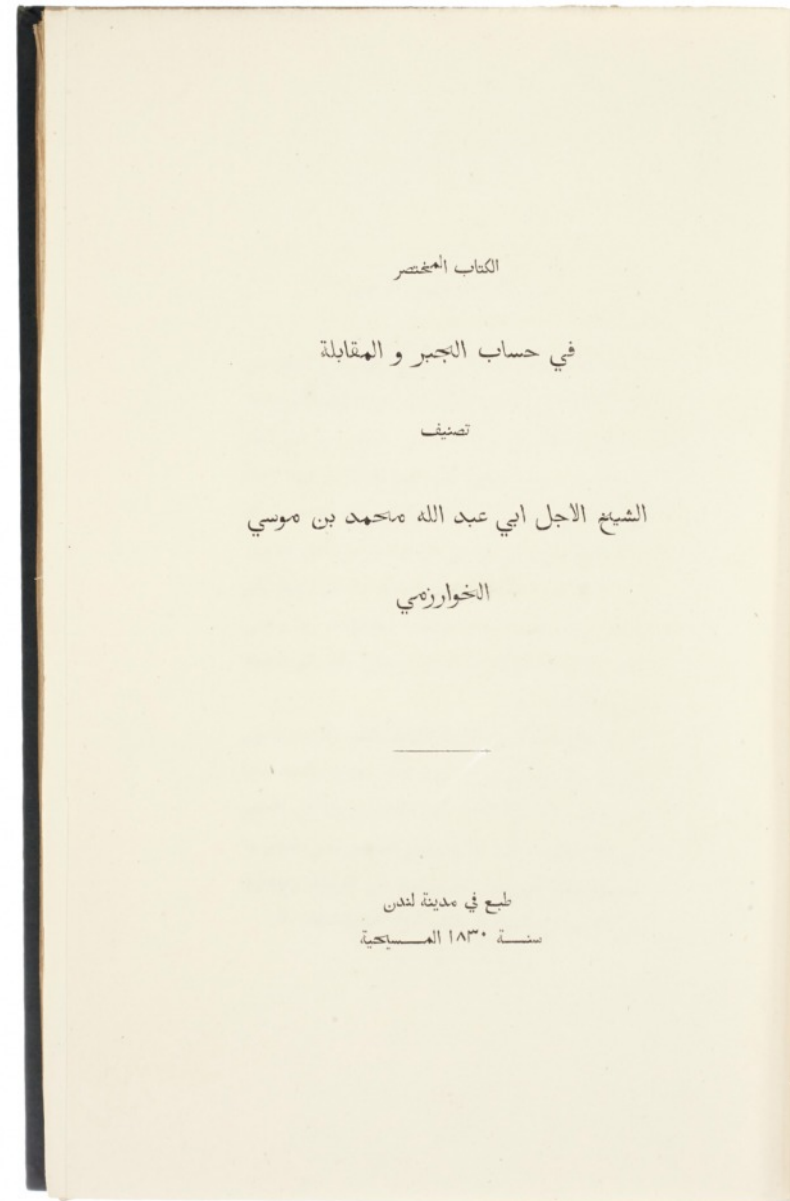 الكتاب المختصر
في حساب الجبر و المقابلة
تصنيف
الشيخ الاجل ابي عبد الله محمد بن موسي
الخوارزمي
طبع في مدينة لندن
سنة ١٨٣٠ المسيحية